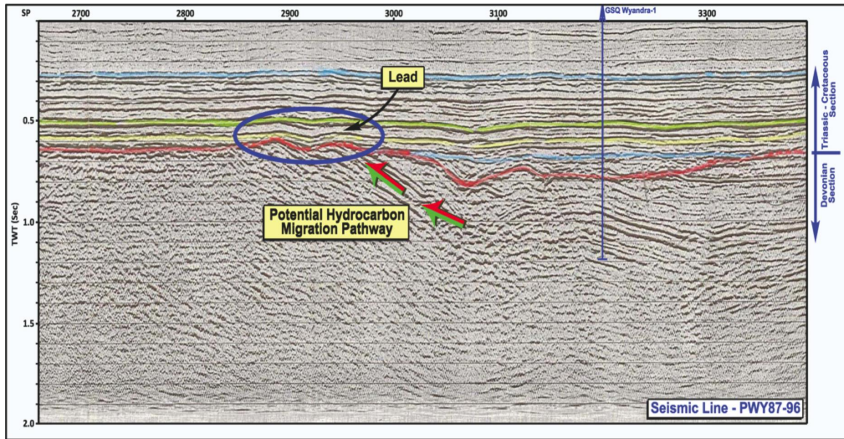 SP 2700 2800 2900 3000 3100 3300
GSQ Wyandra-1
Lead
0.5
Triassic - Cretaceous
Section
Devonian
Section
TWT (Sec)
1.0
Potential Hydrocarbon
Migration Pathway
1.5
2.0
Seismic Line - PWY87-96